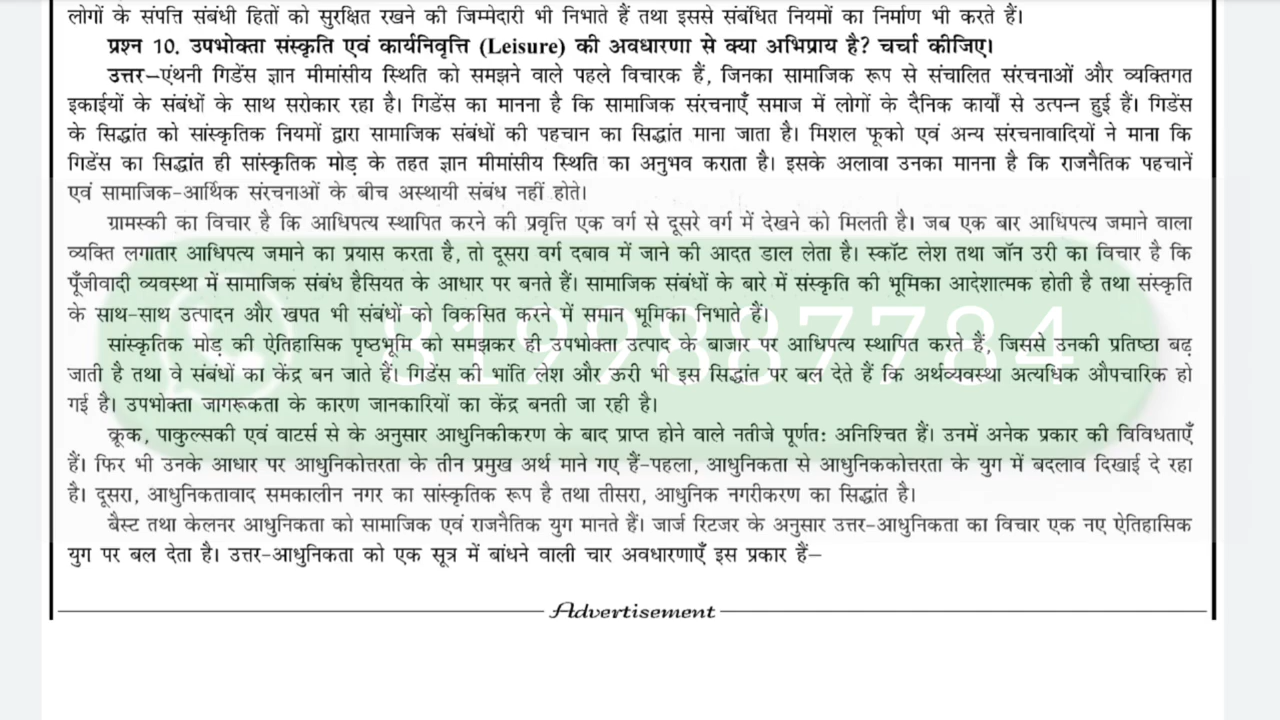 लोगों के संपत्ति संबंधी हितों को सुरक्षित रखने की जिम्मेदारी भी निभाते हैं तथा इससे संबंधित नियमों का निर्माण भी करते हैं।
प्रश्न 10. उपभोक्ता संस्कृति एवं कार्यनिवृत्ति (Leisure) की अवधारणा से क्या अभिप्राय है? चर्चा कीजिए।
उत्तर–एंथनी गिडेंस ज्ञान मीमांसीय स्थिति को समझने वाले पहले विचारक हैं, जिनका सामाजिक रूप से संचालित संरचनाओं और व्यक्तिगत
इकाईयों के संबंधों के साथ सरोकार रहा है। गिडेंस का मानना है कि सामाजिक संरचनाएँ समाज में लोगों के दैनिक कार्यों से उत्पन्न हुई हैं। गिडेंस
के सिद्धांत को सांस्कृतिक नियमों द्वारा सामाजिक संबंधों की पहचान का सिद्धांत माना जाता है। मिशल फूको एवं अन्य संरचनावादियों ने माना कि
गिडेंस का सिद्धांत ही सांस्कृतिक मोड़ के तहत ज्ञान मीमांसीय स्थिति का अनुभव कराता है। इसके अलावा उनका मानना है कि राजनैतिक पहचानें
एवं सामाजिक-आर्थिक संरचनाओं के बीच अस्थायी संबंध नहीं होते।
ग्रामस्की का विचार है कि आधिपत्य स्थापित करने की प्रवृत्ति एक वर्ग से दूसरे वर्ग में देखने को मिलती है। जब एक बार आधिपत्य जमाने वाला
व्यक्ति लगातार आधिपत्य जमाने का प्रयास करता है, तो दूसरा वर्ग दबाव में जाने की आदत डाल लेता है। स्कॉट लेश तथा जॉन उरी का विचार है कि
पूँजीवादी व्यवस्था में सामाजिक संबंध हैसियत के आधार पर बनते हैं। सामाजिक संबंधों के बारे में संस्कृति की भूमिका आदेशात्मक होती है तथा संस्कृति
के साथ-साथ उत्पादन और खपत भी संबंधों को विकसित करने में समान भूमिका निभाते हैं।
8199887784
सांस्कृतिक मोड़ की ऐतिहासिक पृष्ठभूमि को समझकर ही उपभोक्ता उत्पाद के बाजार पर आधिपत्य स्थापित करते हैं, जिससे उनकी प्रतिष्ठा बढ़
जाती है तथा वे संबंधों का केंद्र बन जाते हैं। गिडेंस की भांति लेश और ऊरी भी इस सिद्धांत पर बल देते हैं कि अर्थव्यवस्था अत्यधिक औपचारिक हो
गई है। उपभोक्ता जागरूकता के कारण जानकारियों का केंद्र बनती जा रही है।
क्रूक, पाकुल्सकी एवं वाटर्स से के अनुसार आधुनिकीकरण के बाद प्राप्त होने वाले नतीजे पूर्णतः अनिश्चित हैं। उनमें अनेक प्रकार की विविधताएँ
हैं। फिर भी उनके आधार पर आधुनिकोत्तरता के तीन प्रमुख अर्थ माने गए हैं–पहला, आधुनिकता से आधुनिककोत्तरता के युग में बदलाव दिखाई दे रहा
है। दूसरा, आधुनिकतावाद समकालीन नगर का सांस्कृतिक रूप है तथा तीसरा, आधुनिक नगरीकरण का सिद्धांत है।
बैस्ट तथा केलनर आधुनिकता को सामाजिक एवं राजनैतिक युग मानते हैं। जार्ज रिटजर के अनुसार उत्तर-आधुनिकता का विचार एक नए ऐतिहासिक
युग पर बल देता है। उत्तर-आधुनिकता को एक सूत्र में बांधने वाली चार अवधारणाएँ इस प्रकार हैं–
Advertisement